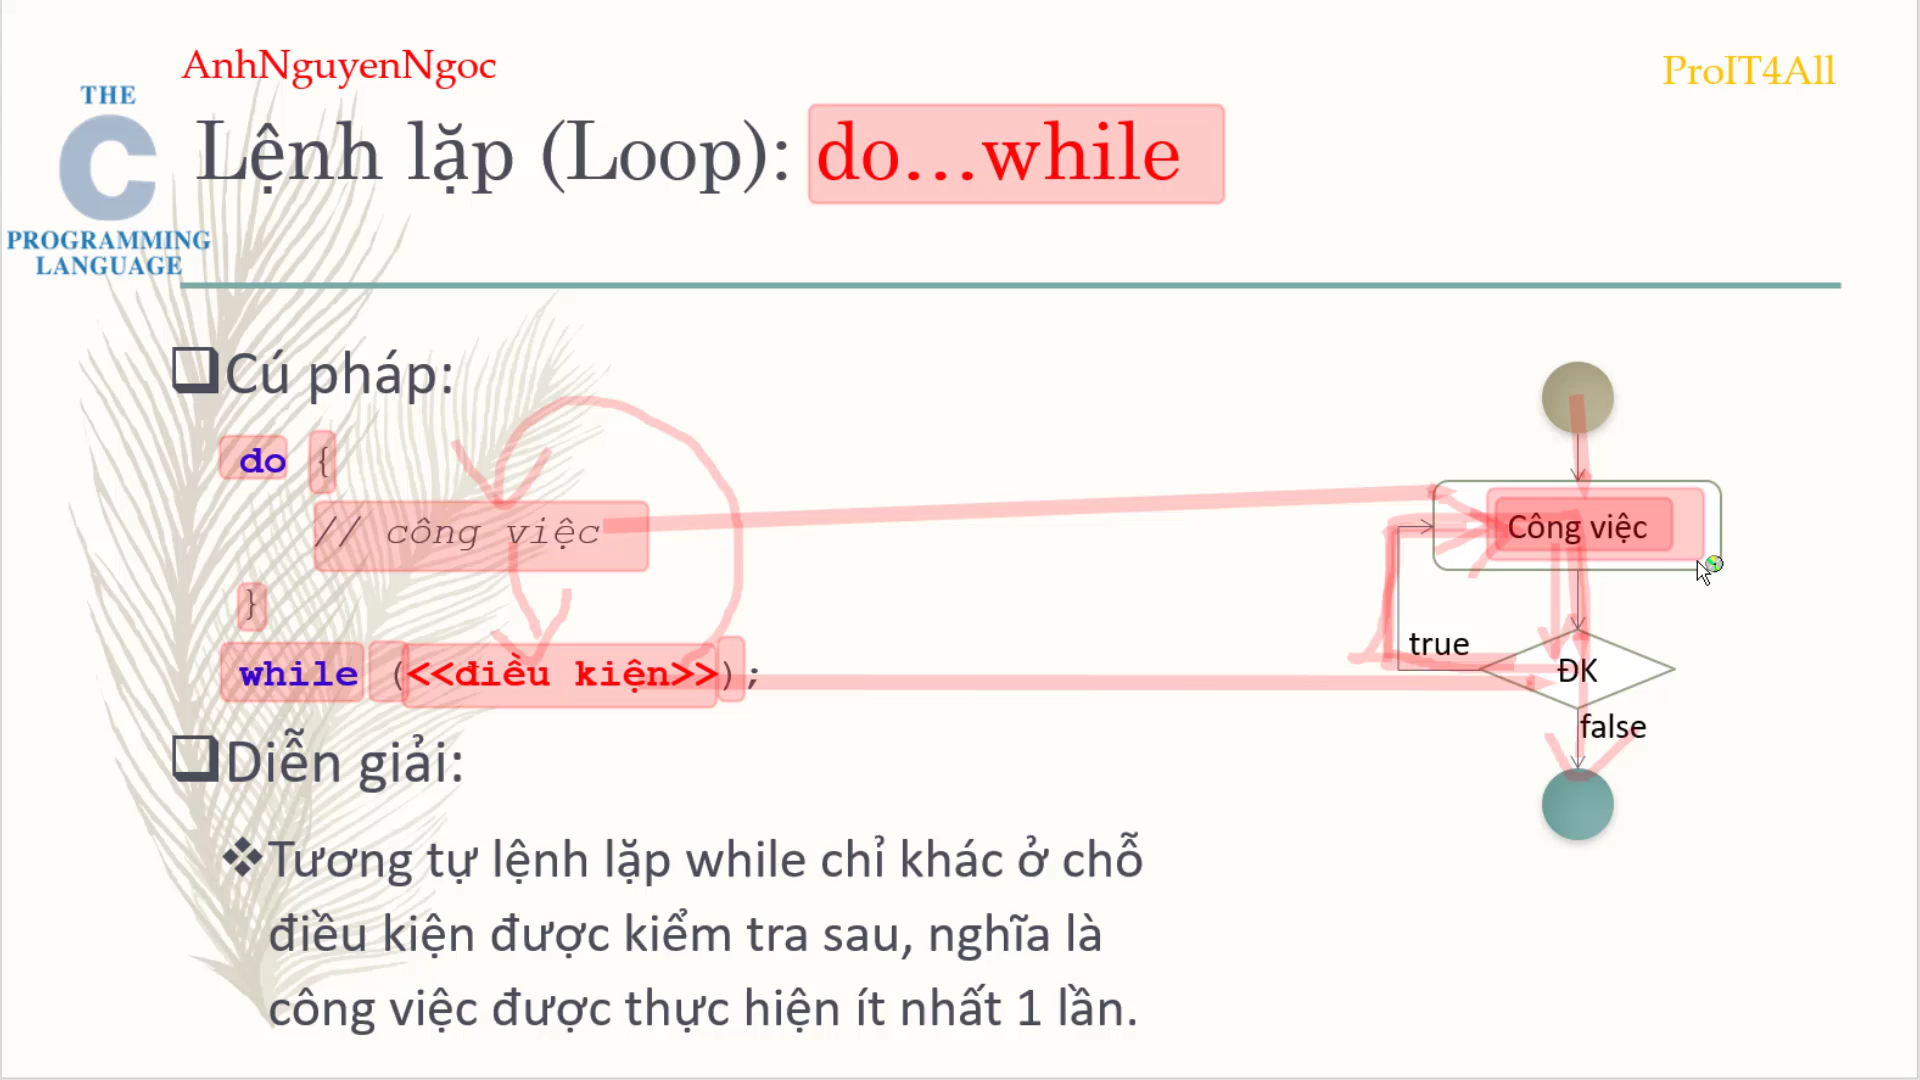 AnhNguyenNgoc
ProIT4All
THE
C
PROGRAMMING
LANGUAGE
Lệnh lặp (Loop): do...while
Cú pháp:
do {
// công việc
}
while (<<điều kiện>>);
Công việc
true
ĐK
false
Diễn giải:
Tương tự lệnh lặp while chỉ khác ở chỗ
điều kiện được kiểm tra sau, nghĩa là
công việc được thực hiện ít nhất 1 lần.